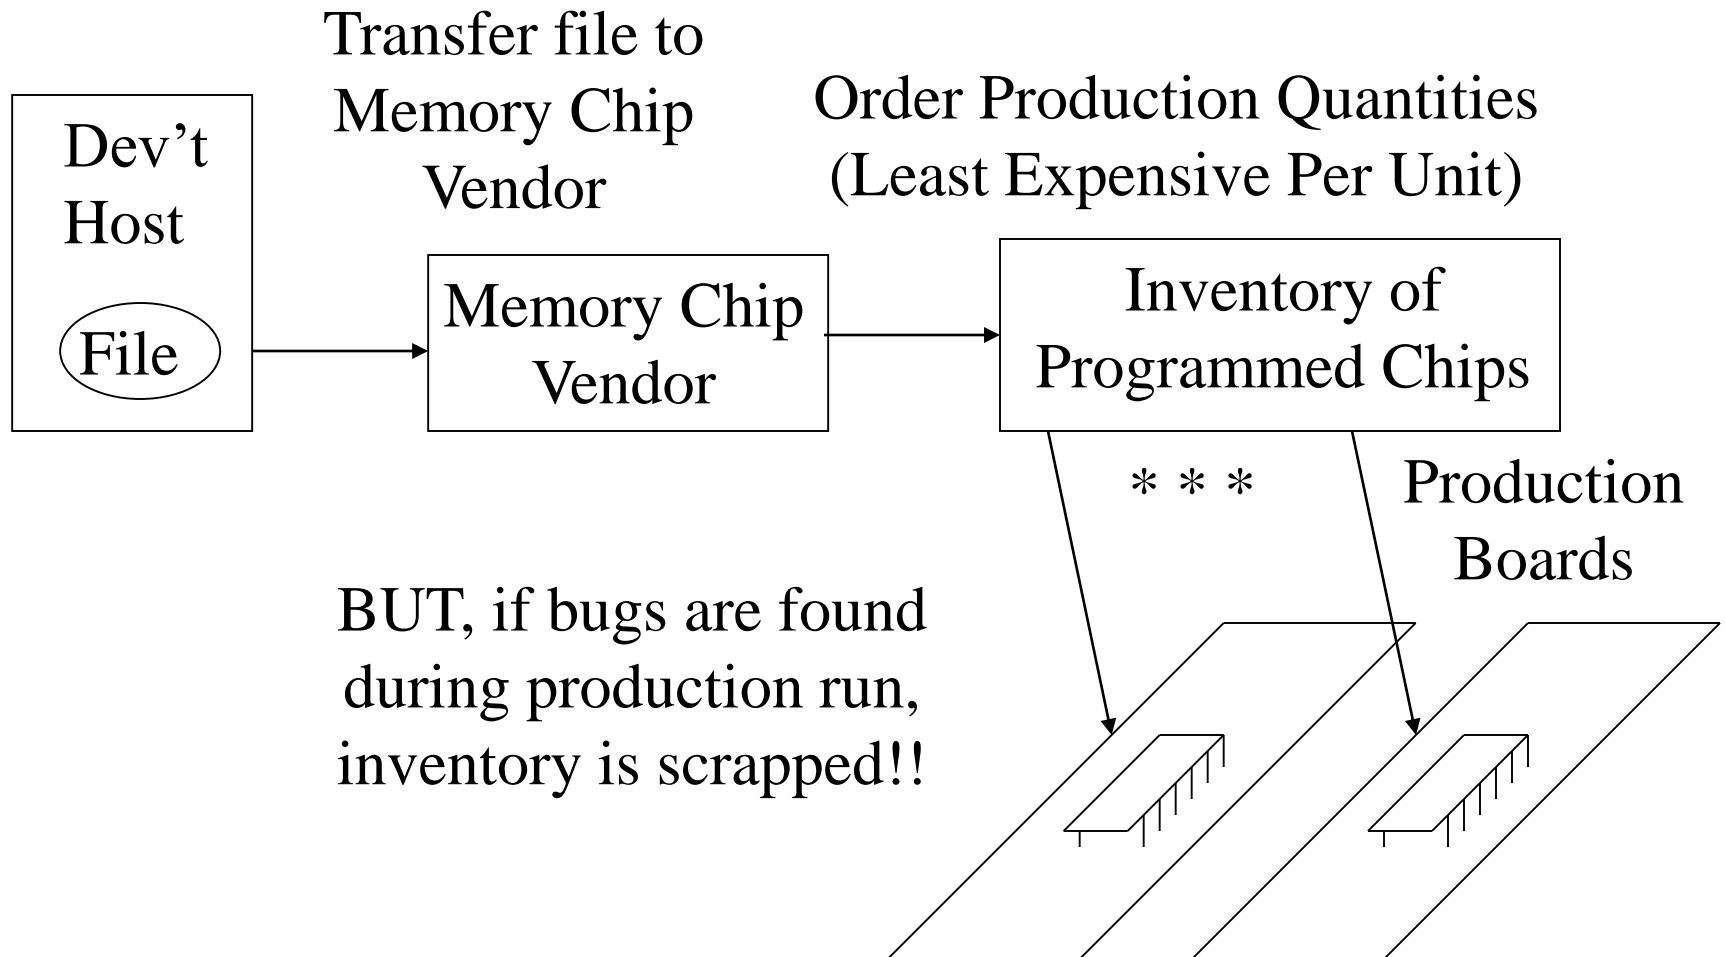 Transfer file to
Memory Chip
Vendor
Order Production Quantities
(Least Expensive Per Unit)
Dev’t
Host
File
Memory Chip
Vendor
Inventory of
Programmed Chips
* * *
Production
Boards
BUT, if bugs are found
during production run,
inventory is scrapped!!